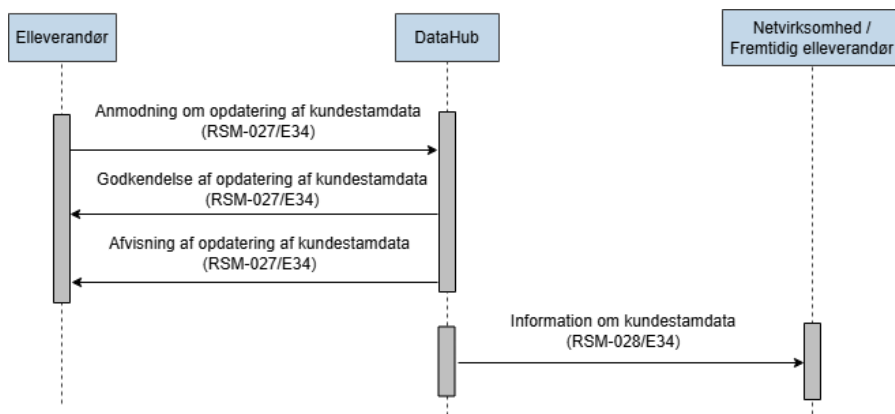 Elleverandør
DataHub
Netvirksomhed /
Fremtidig elleverandør
Anmodning om opdatering af kundestamdata
(RSM-027/E34)
Godkendelse af opdatering af kundestamdata
(RSM-027/E34)
Afvisning af opdatering af kundestamdata
(RSM-027/E34)
Information om kundestamdata
(RSM-028/E34)